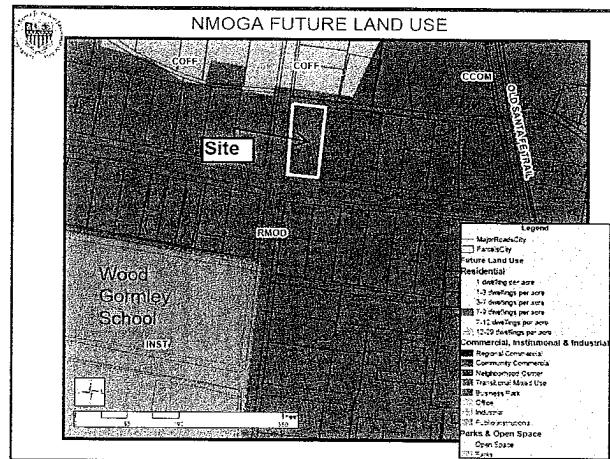 NMOGA FUTURE LAND USE
COFF
COFF
CCOM
OLD SANTA FE TRAIL
Site
RMOD
Wood
Gormley
School
INST
Legend
MajorRoadsCity
ParcelsCity
Future Land Use
Residential
1 dwelling per acre
1-3 dwellings per acre
3-7 dwellings per acre
7-9 dwellings per acre
7-12 dwellings per acre
12-29 dwellings per acre
Commercial, Institutional & Industrial
Regional Commercial
Community Commercial
Neighborhood Center
Transitional Mixed Use
Business Park
Office
Industrial
Public/Institutional
Parks & Open Space
Open Space
Parks